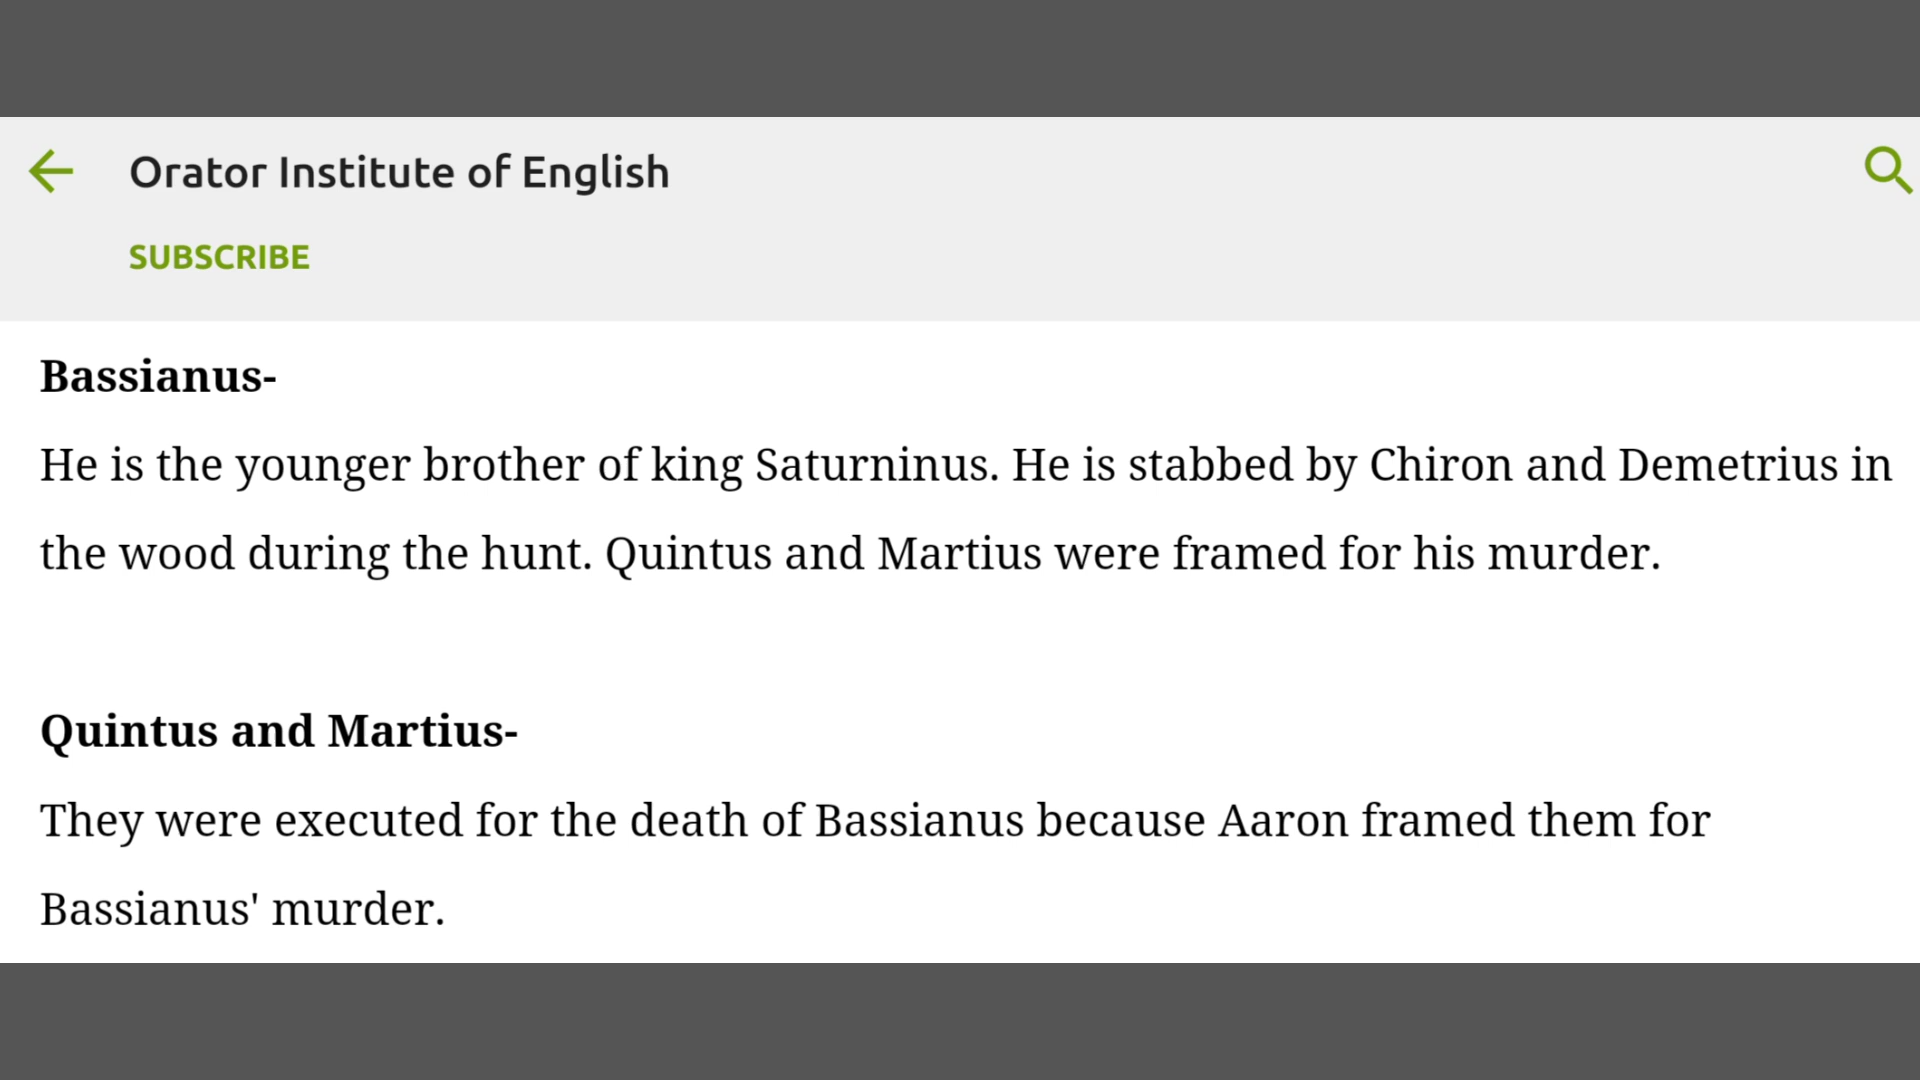 Orator Institute of English
SUBSCRIBE
Bassianus-
He is the younger brother of king Saturninus. He is stabbed by Chiron and Demetrius in
the wood during the hunt. Quintus and Martius were framed for his murder.
Quintus and Martius-
They were executed for the death of Bassianus because Aaron framed them for
Bassianus' murder.